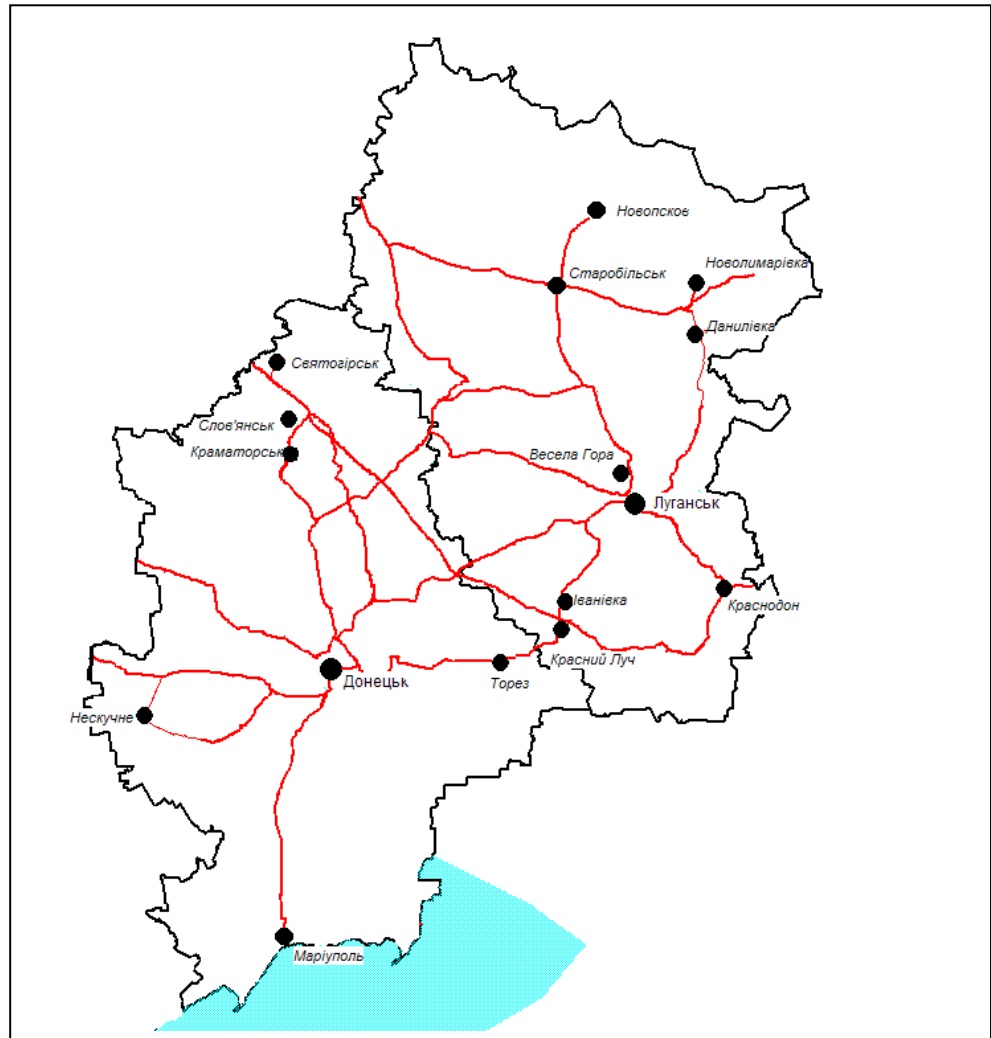 Новопсков
Новолимарівка
Старобільськ
Данилівка
Святогірськ
Слов'янськ
Краматорськ
Весела Гора
Луганськ
Іванівка
Краснодон
Красний Луч
Торез
Донецьк
Нескучне
Маріуполь